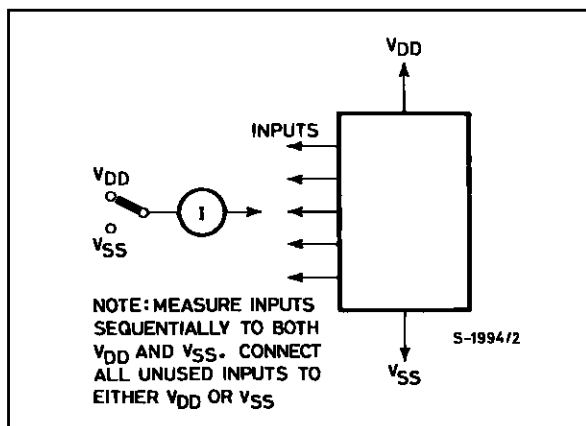 VDD
INPUTS
VDD
I
VSS
NOTE: MEASURE INPUTS
SEQUENTIALLY TO BOTH
VDD AND VSS. CONNECT
ALL UNUSED INPUTS TO
EITHER VDD OR VSS
S-1994/2
VSS